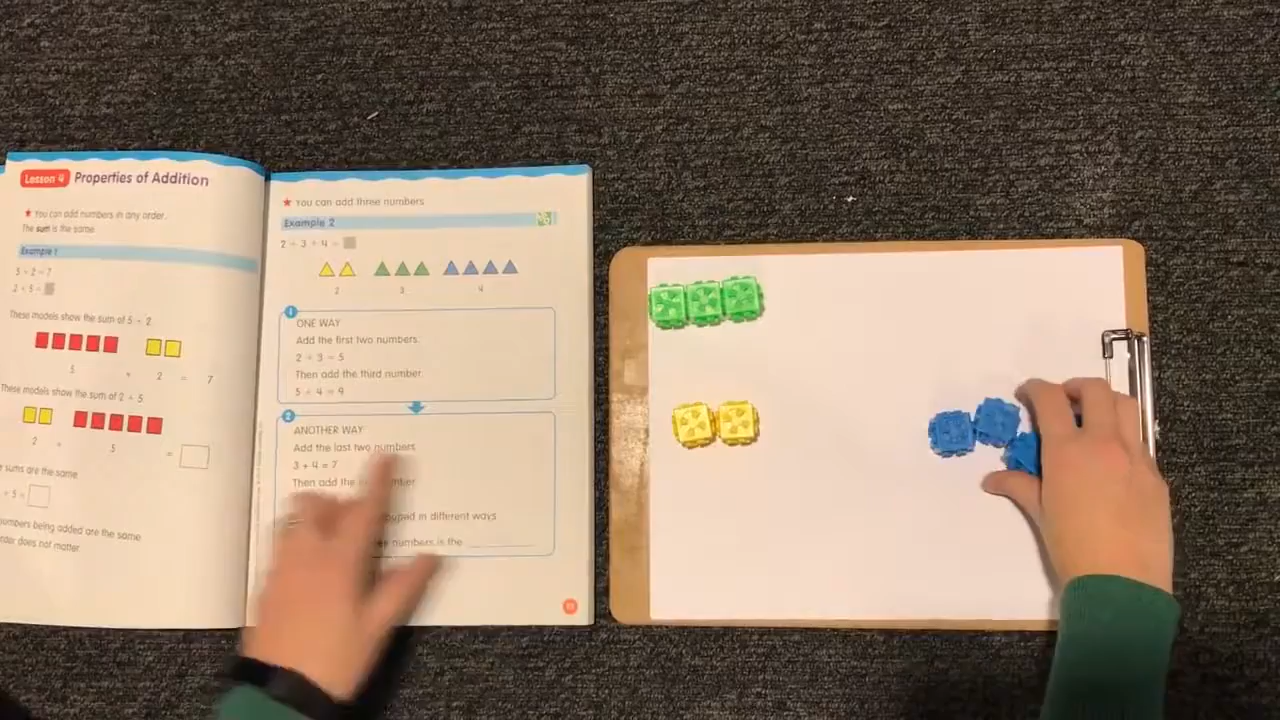 Lesson 4 Properties of Addition
★ You can add numbers in any order.
The sum is the same.
Example 1
5 + 2 = 7
2 + 5 =
These models show the sum of 5 + 2
5 + 2 = 7
These models show the sum of 2 + 5
2 + 5 =
sums are the same
+ 5 =
numbers being added are the same
order does not matter.
★ You can add three numbers
Example 2
2 + 3 + 4 =
2 3 4
1
ONE WAY
Add the first two numbers.
2 + 3 = 5
Then add the third number.
5 + 4 = 9
2
ANOTHER WAY
Add the last two numbers
3 + 4 = 7
Then add the
in different ways
numbers is the